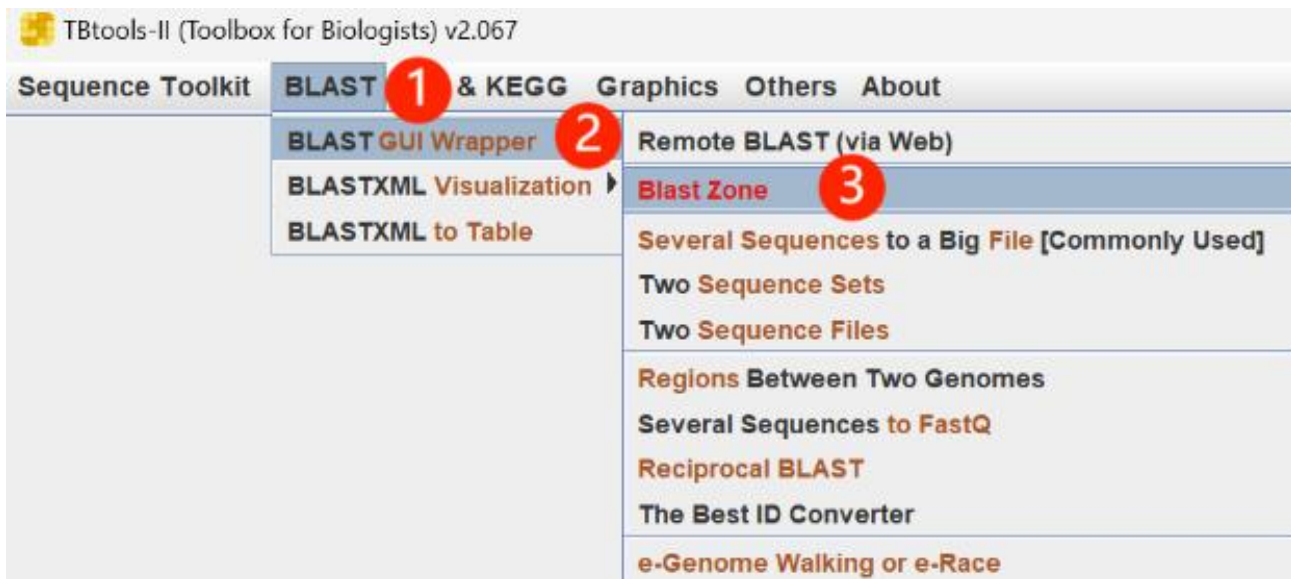 TBtools-II (Toolbox for Biologists) v2.067
Sequence Toolkit BLAST 1 & KEGG Graphics Others About
BLAST GUI Wrapper 2
BLASTXML Visualization
BLASTXML to Table
Remote BLAST (via Web)
Blast Zone 3
Several Sequences to a Big File [Commonly Used]
Two Sequence Sets
Two Sequence Files
Regions Between Two Genomes
Several Sequences to FastQ
Reciprocal BLAST
The Best ID Converter
e-Genome Walking or e-Race